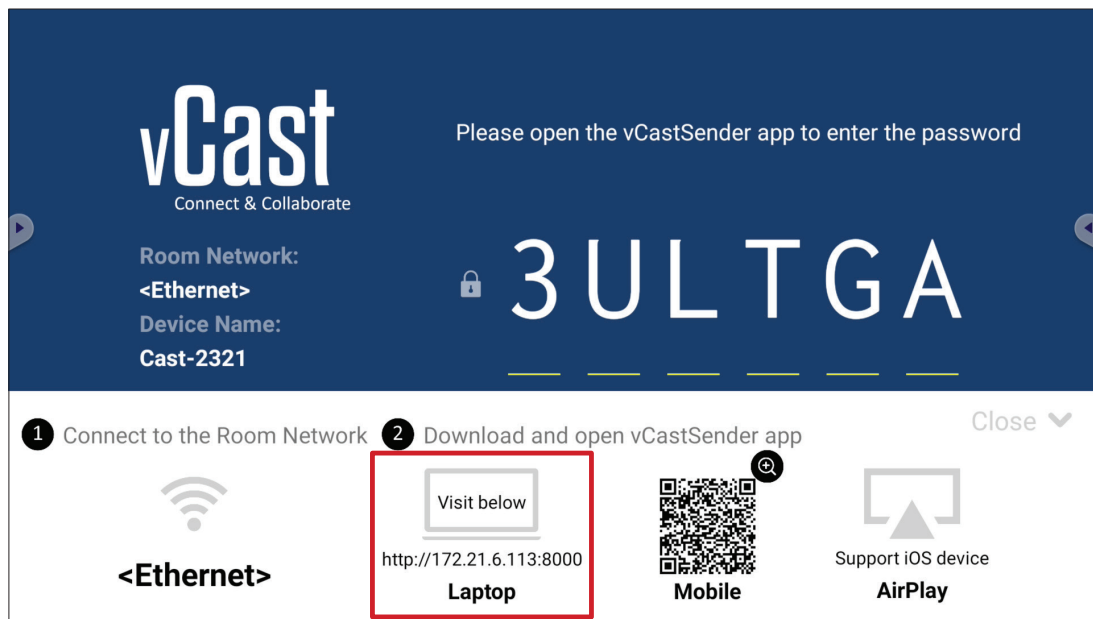 vCast
Connect & Collaborate
Please open the vCastSender app to enter the password
Room Network:
<Ethernet>
Device Name:
Cast-2321
3ULTGA
1 Connect to the Room Network
2 Download and open vCastSender app
Close
<Ethernet>
Visit below
http://172.21.6.113:8000
Laptop
Mobile
Support iOS device
AirPlay